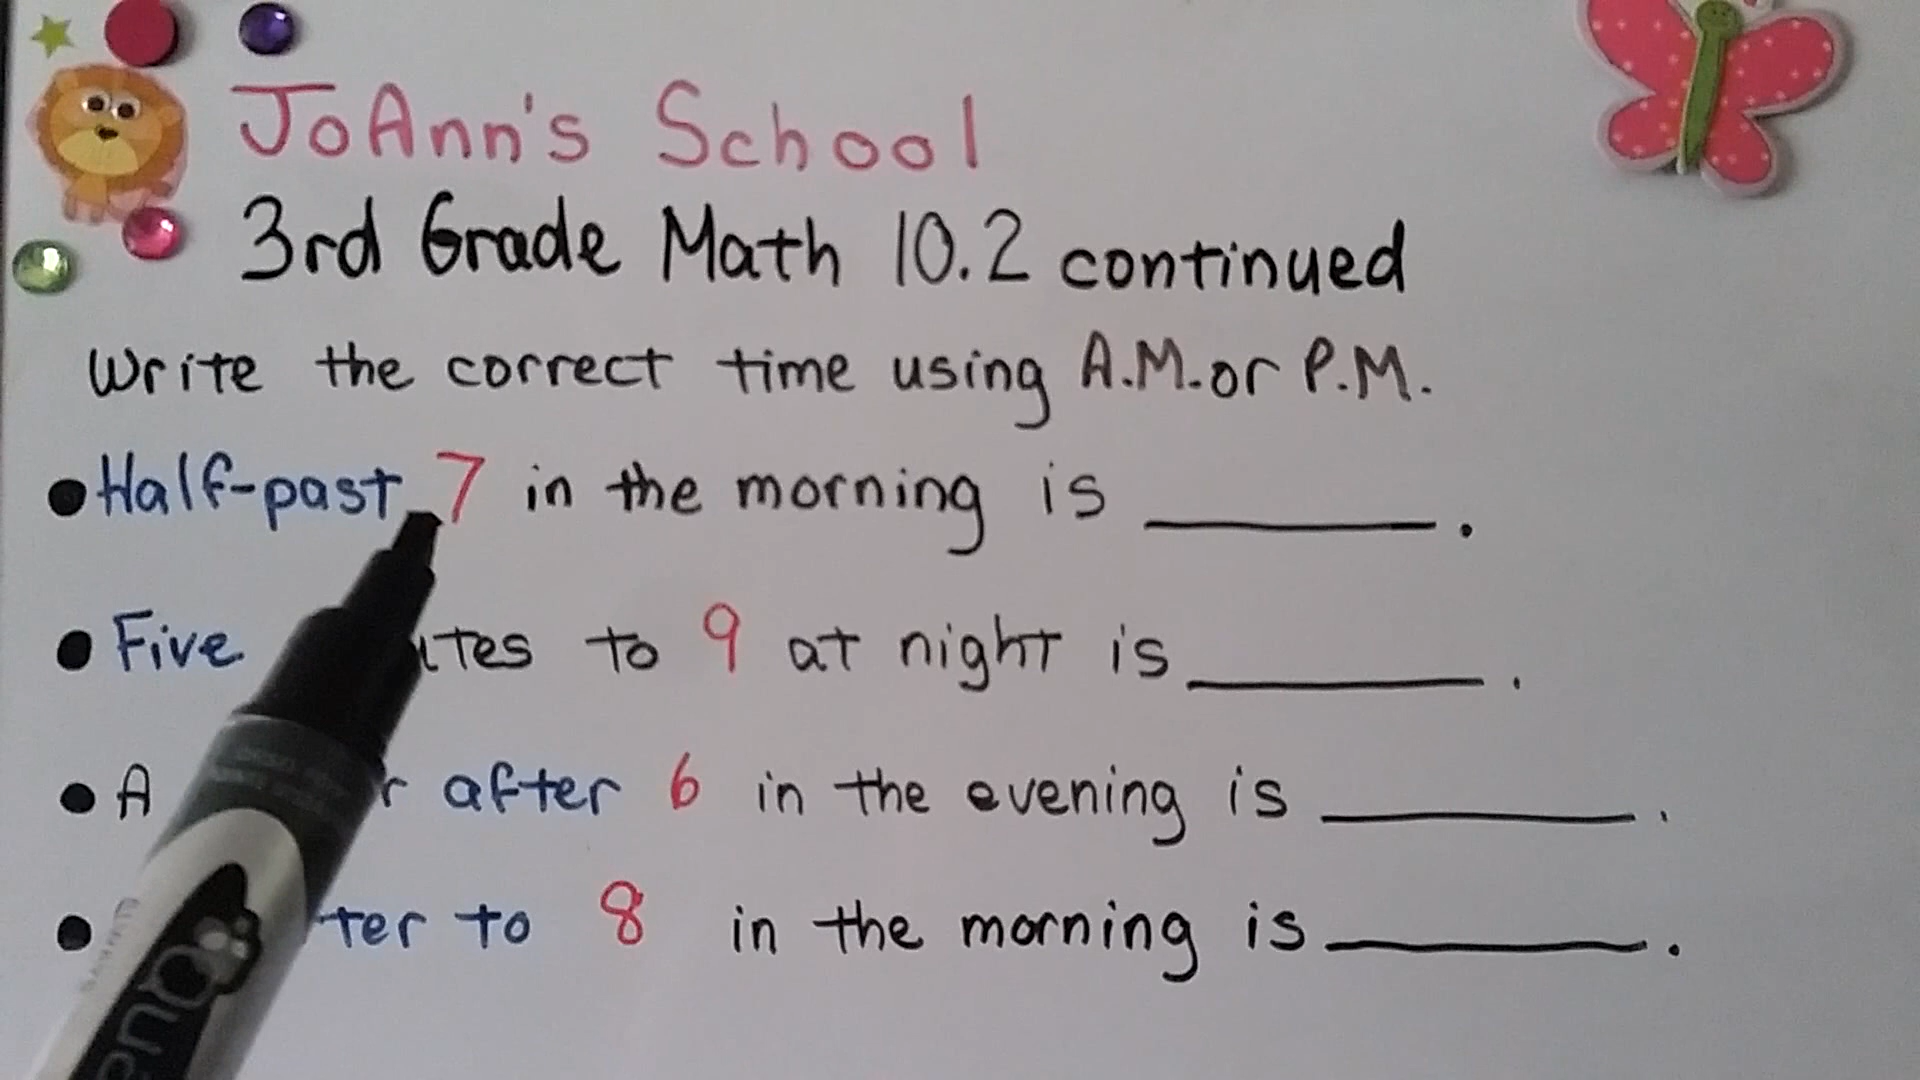 JoAnn's School
3rd Grade Math 10.2 continued
Write the correct time using A.M. or P.M.
Half-past 7 in the morning is ______.
Five to 9 at night is ______.
A after 6 in the evening is ______.
to 8 in the morning is ______.